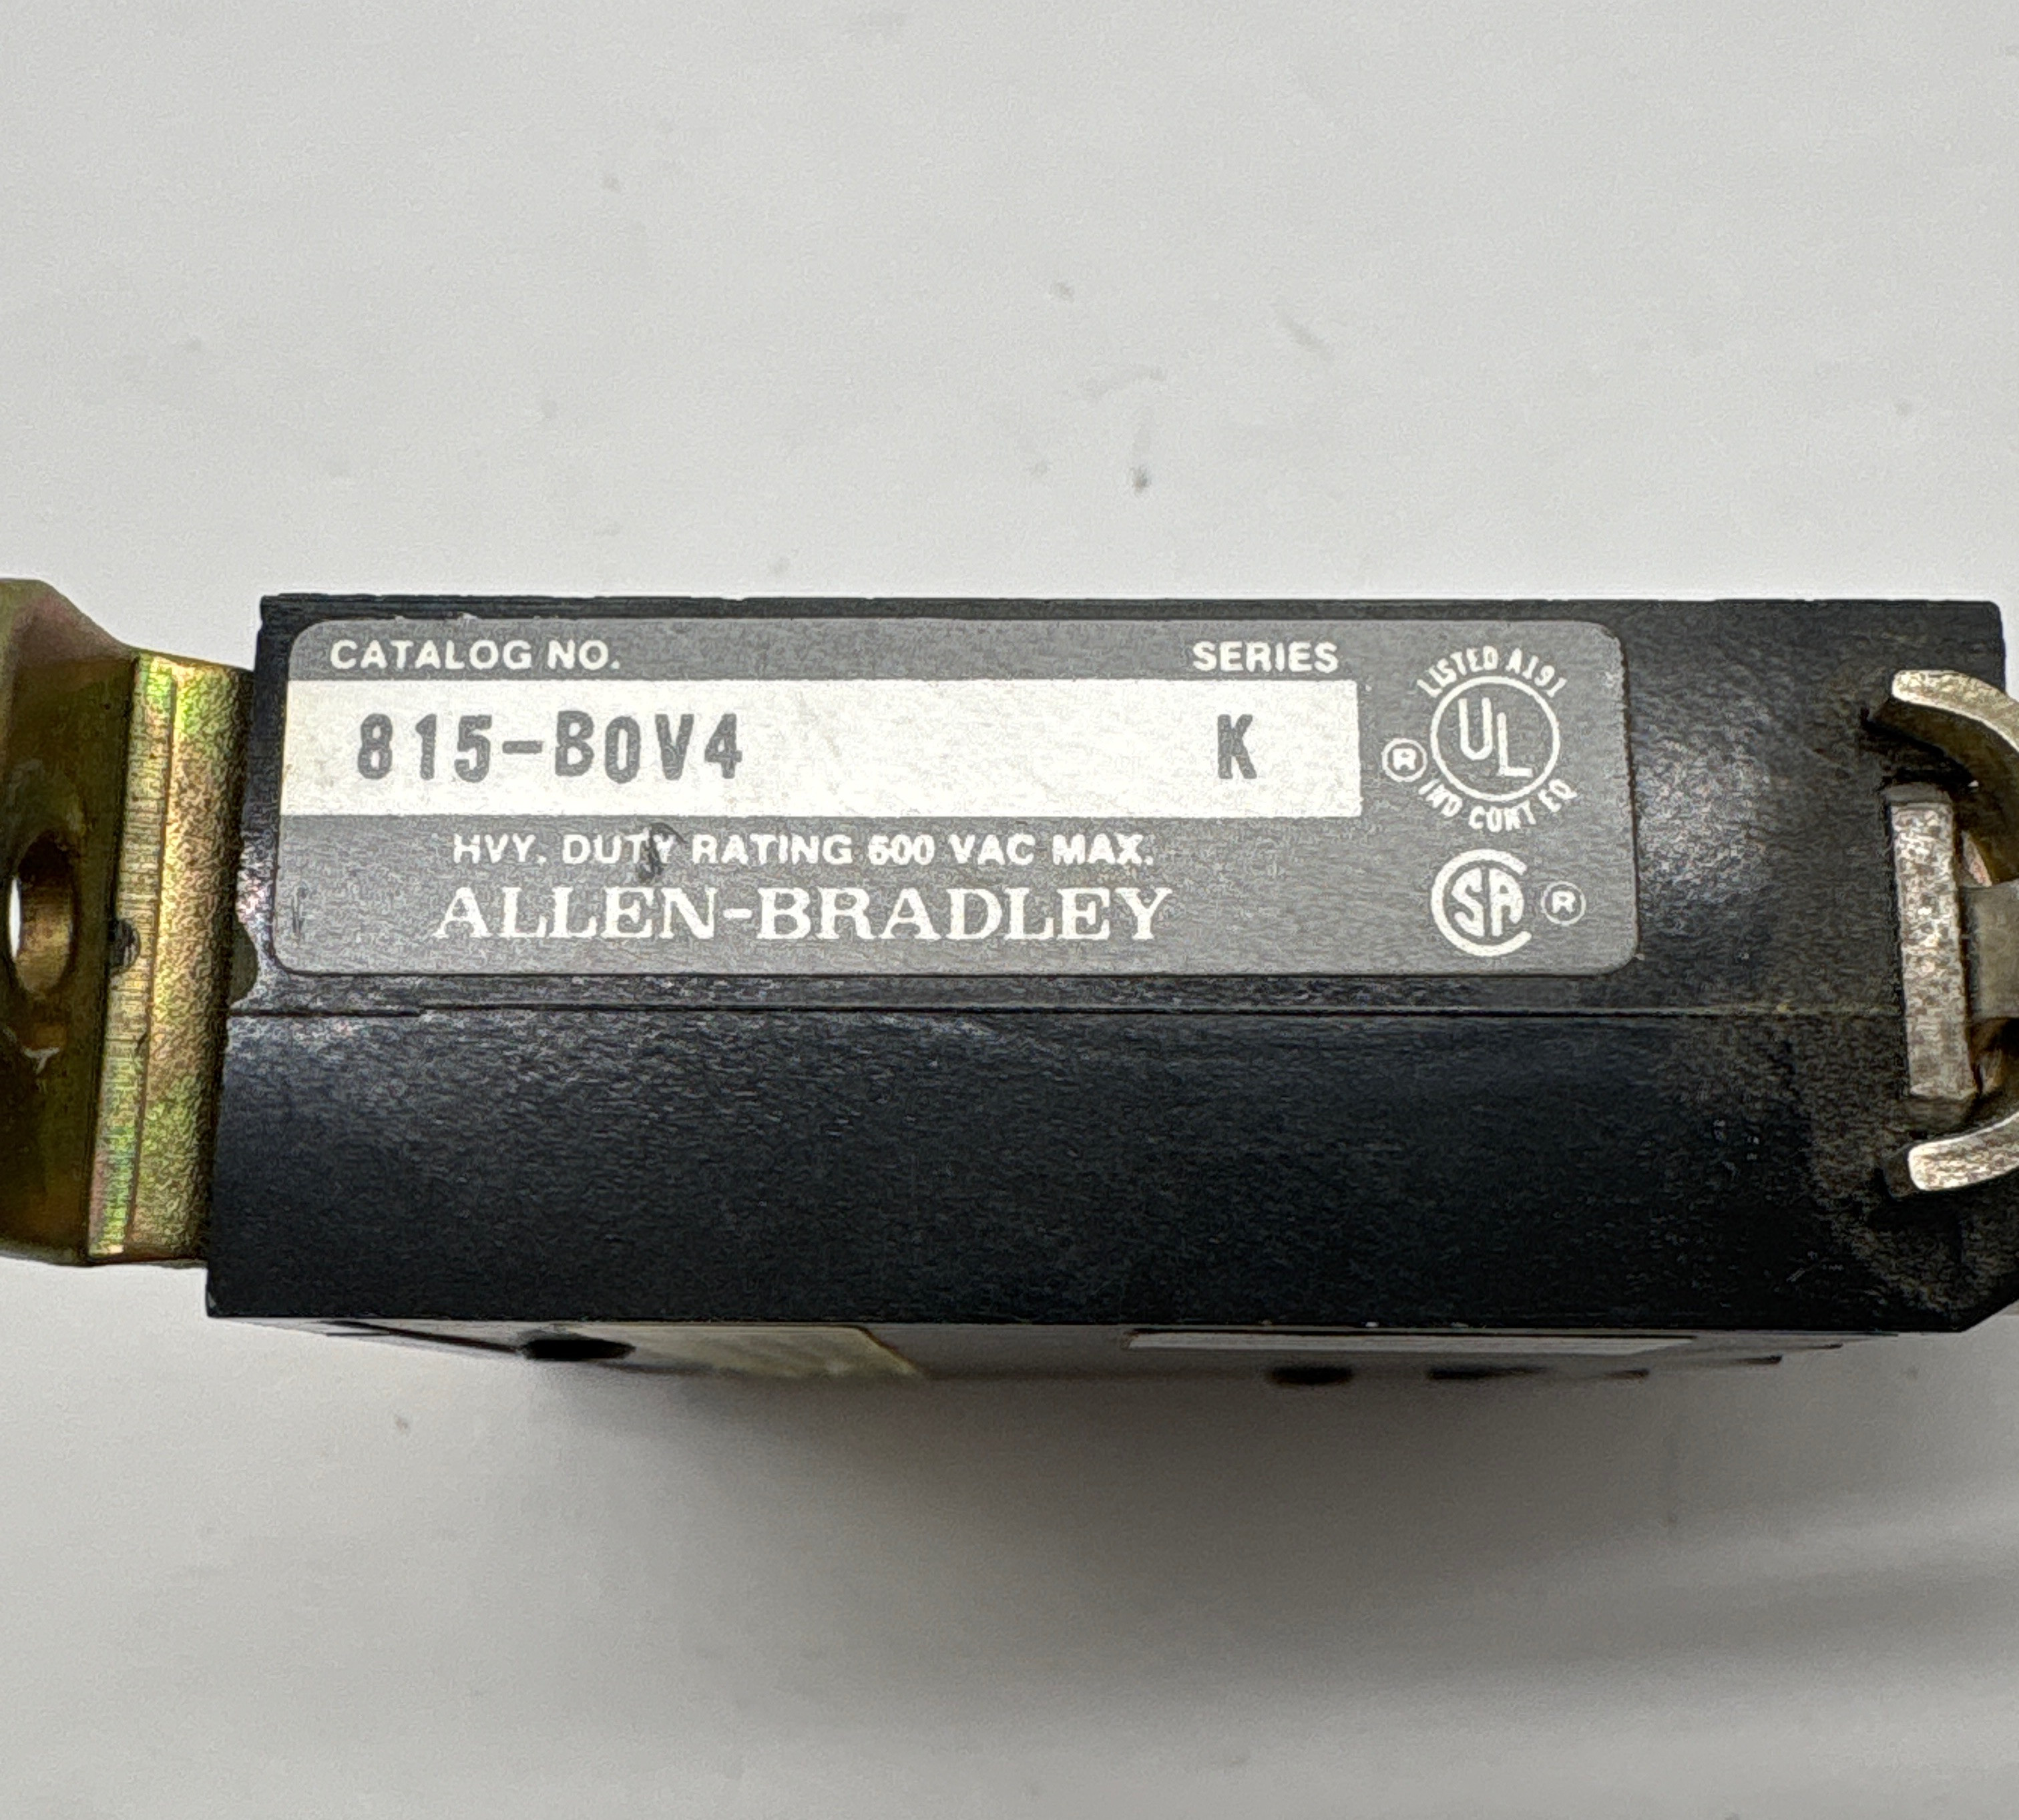 CATALOG NO. SERIES
815-B0V4 K
HVY. DUTY RATING 600 VAC MAX.
ALLEN-BRADLEY
LISTED A191
UL ®
IND CONT EQ
SA ®